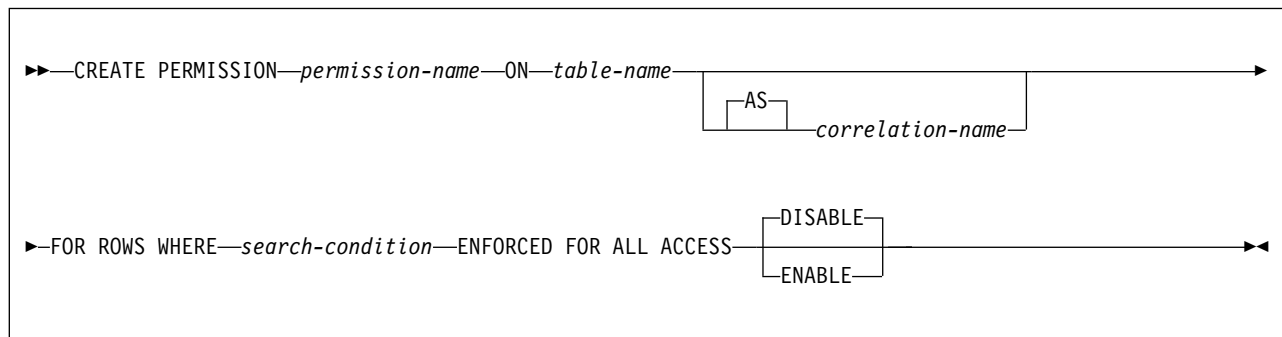 CREATE PERMISSION permission-name ON table-name
AS
correlation-name
DISABLE
FOR ROWS WHERE search-condition ENFORCED FOR ALL ACCESS
ENABLE